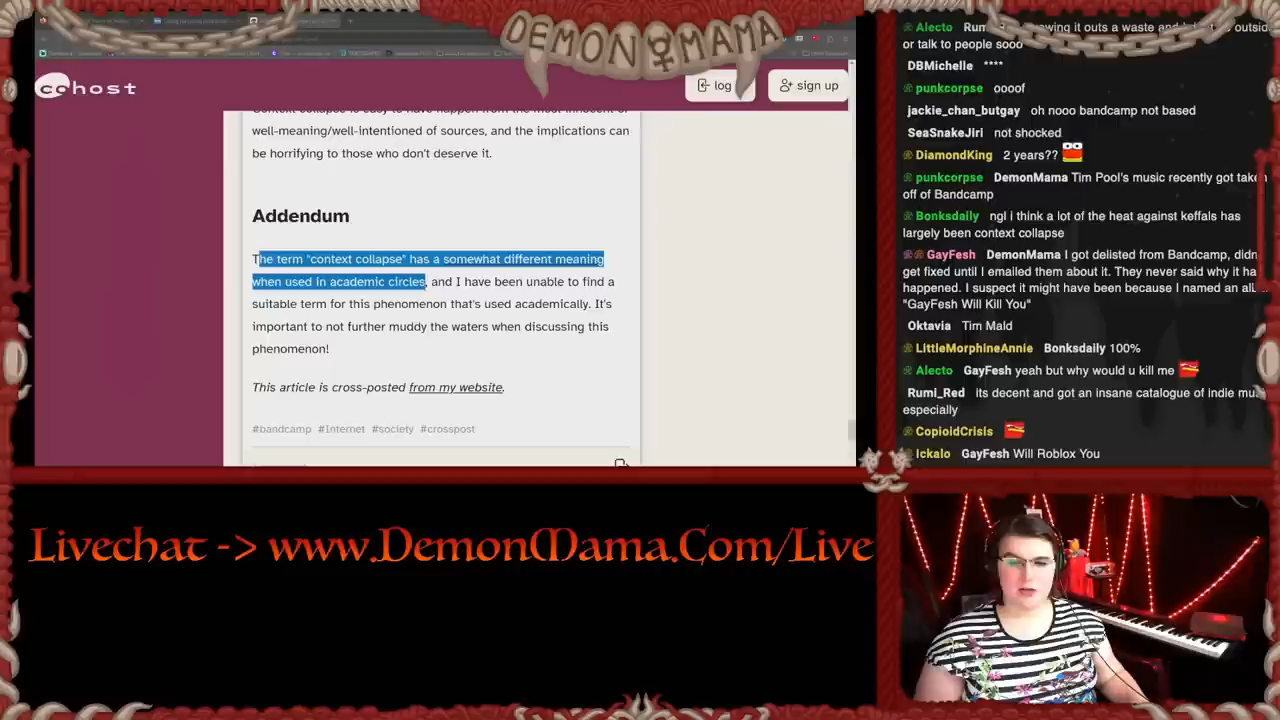 DEMON MAMA
cohost
log
sign up
well-meaning/well-intentioned of sources, and the implications can
be horrifying to those who don't deserve it.
Addendum
The term "context collapse" has a somewhat different meaning
when used in academic circles, and I have been unable to find a
suitable term for this phenomenon that's used academically. It's
important to not further muddy the waters when discussing this
phenomenon!
This article is cross-posted from my website.
#bandcamp #Internet #society #crosspost
Alecto Rum wing it outs a waste and outsid
or talk to people sooo
DBMichelle ****
punkcorpse oooof
jackie_chan_butgay oh nooo bandcamp not based
SeaSnakeJiri not shocked
DiamondKing 2 years??
punkcorpse DemonMama Tim Pool's music recently got taken
off of Bandcamp
Bonksdaily ngl i think a lot of the heat against keffals has
largely been context collapse
GayFesh DemonMama I got delisted from Bandcamp, didn
get fixed until I emailed them about it. They never said why it ha
happened. I suspect it might have been because I named an al
"GayFesh Will Kill You"
Oktavia Tim Mald
LittleMorphineAnnie Bonksdaily 100%
Alecto GayFesh yeah but why would u kill me
Rumi_Red its decent and got an insane catalogue of indie mu
especially
CopioidCrisis
Ickalo GayFesh Will Roblox You
Livechat -> www.DemonMama.Com/Live